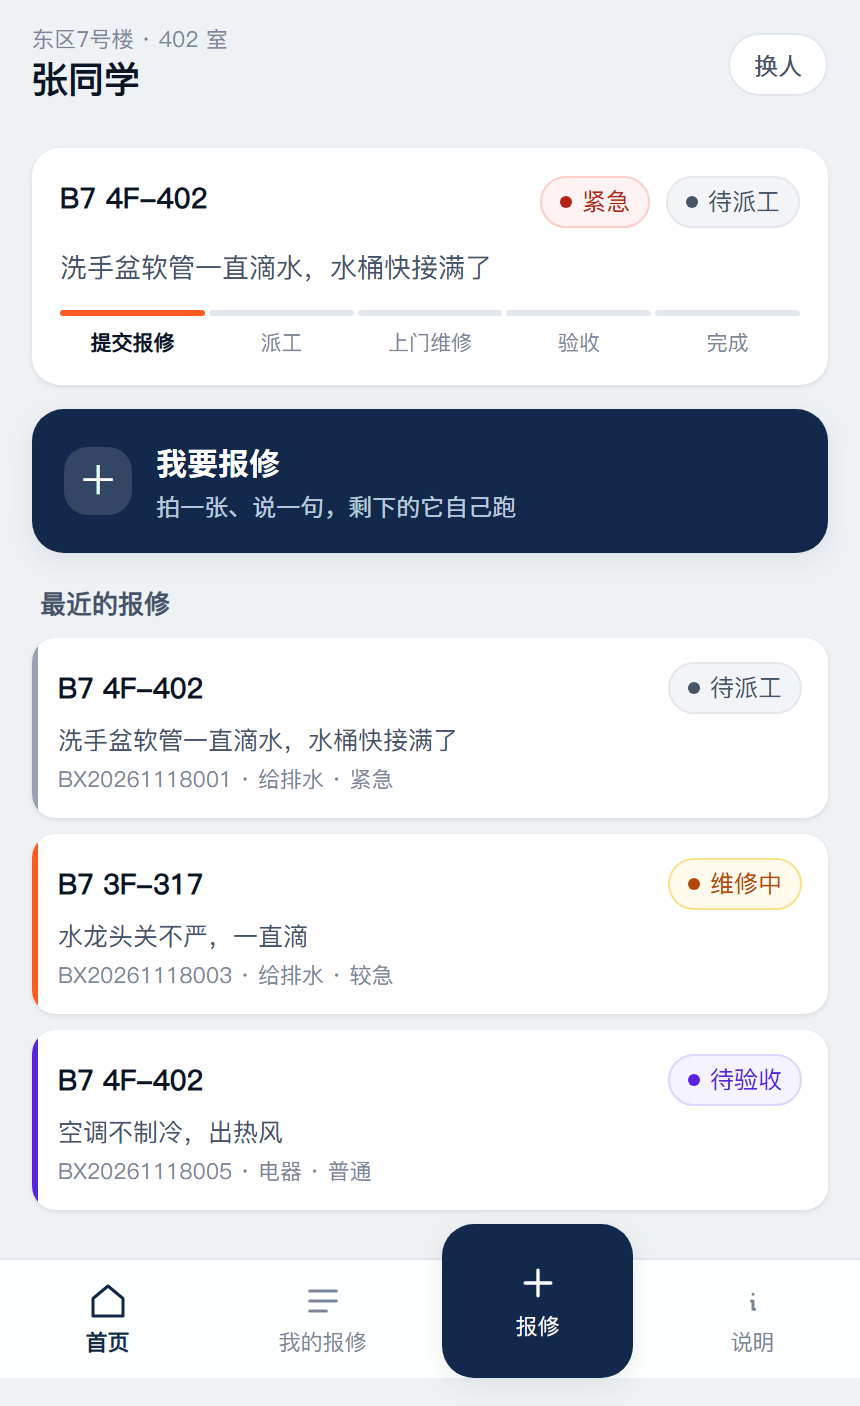 东区7号楼 · 402 室
张同学
换人
B7 4F–402
紧急
待派工
洗手盆软管一直滴水，水桶快接满了
提交报修
派工
上门维修
验收
完成
我要报修
拍一张、说一句，剩下的它自己跑
最近的报修
B7 4F–402
待派工
洗手盆软管一直滴水，水桶快接满了
BX20261118001 · 给排水 · 紧急
B7 3F–317
维修中
水龙头关不严，一直滴
BX20261118003 · 给排水 · 较急
B7 4F–402
待验收
空调不制冷，出热风
BX20261118005 · 电器 · 普通
首页
我的报修
报修
说明